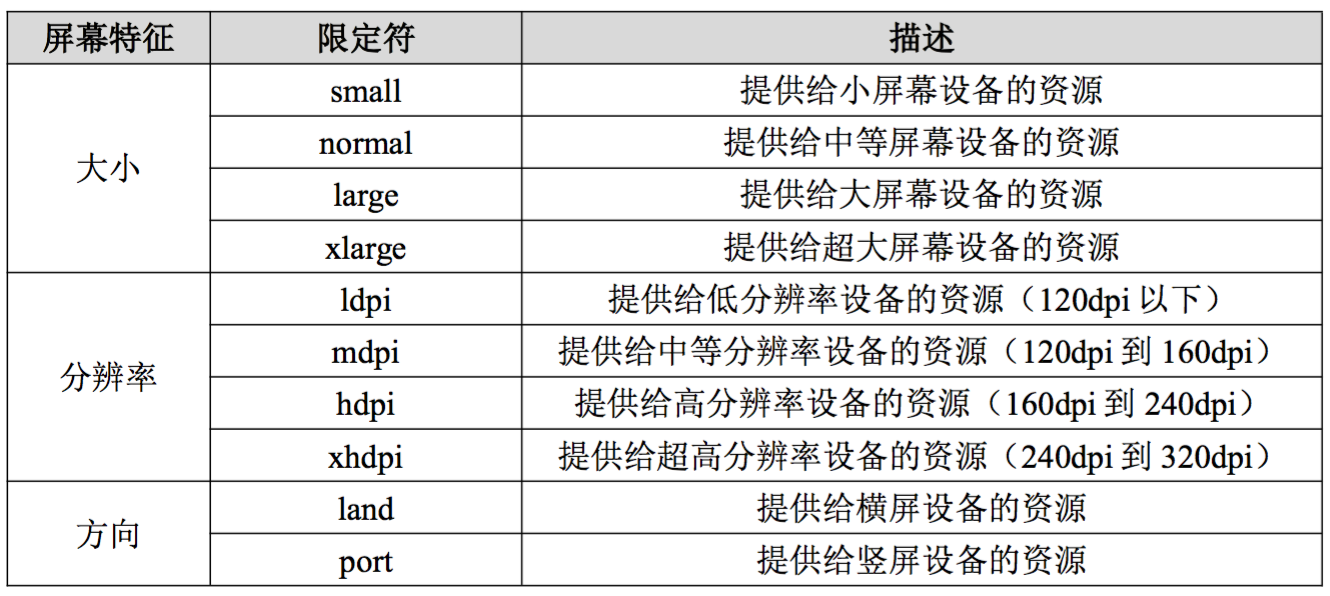 屏幕特征 限定符 描述
大小 small 提供给小屏幕设备的资源
normal 提供给中等屏幕设备的资源
large 提供给大屏幕设备的资源
xlarge 提供给超大屏幕设备的资源
分辨率 ldpi 提供给低分辨率设备的资源（120dpi 以下）
mdpi 提供给中等分辨率设备的资源（120dpi 到 160dpi）
hdpi 提供给高分辨率设备的资源（160dpi 到 240dpi）
xhdpi 提供给超高分辨率设备的资源（240dpi 到 320dpi）
方向 land 提供给横屏设备的资源
port 提供给竖屏设备的资源